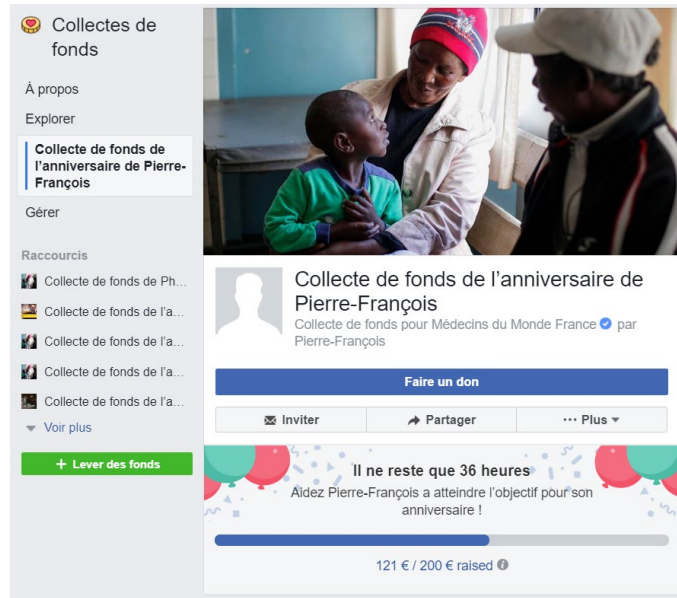 Collectes de
fonds
À propos
Explorer
Collecte de fonds de
l'anniversaire de Pierre-
François
Gérer
Raccourcis
Collecte de fonds de Ph...
Collecte de fonds de l'a...
Collecte de fonds de l'a...
Collecte de fonds de l'a...
Collecte de fonds de l'a...
Voir plus
+ Lever des fonds
Collecte de fonds de l'anniversaire de
Pierre-François
Collecte de fonds pour Médecins du Monde France par
Pierre-François
Faire un don
Inviter
Partager
··· Plus
Il ne reste que 36 heures
Aidez Pierre-François a atteindre l'objectif pour son
anniversaire !
121 € / 200 € raised